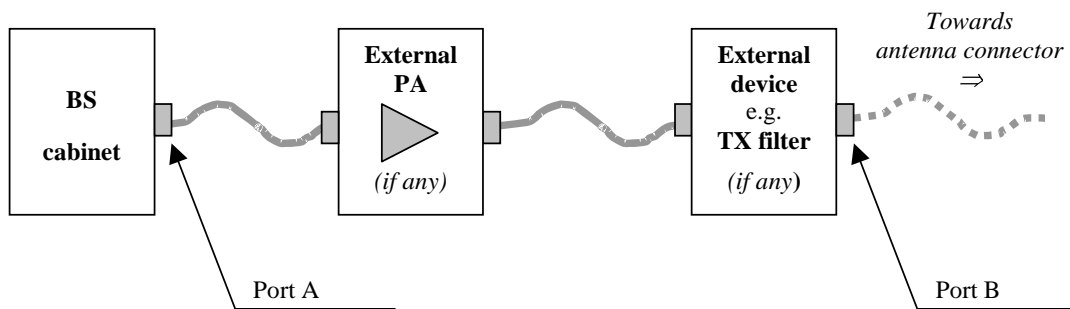 BS
cabinet
External
PA
(if any)
External
device
e.g.
TX filter
(if any)
Towards
antenna connector
⇒
Port A
Port B